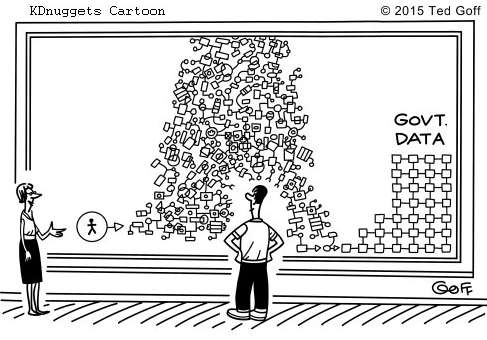 KDnuggets Cartoon
© 2015 Ted Goff
GOVT.
DATA
GOFF